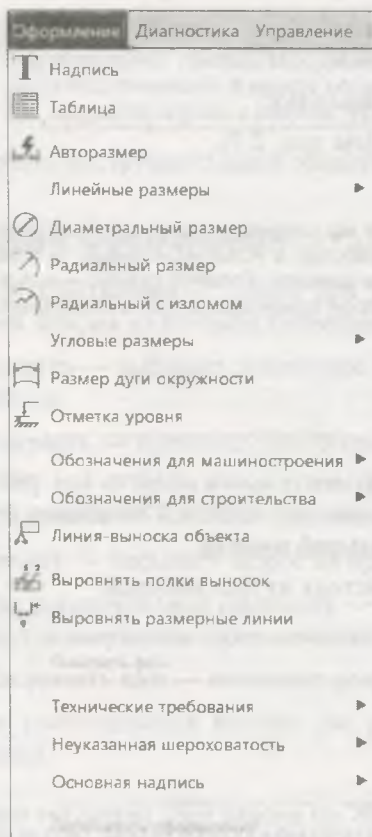 Оформление Диагностика Управление
Надпись
Таблица
Авторазмер
Линейные размеры
Диаметральный размер
Радиальный размер
Радиальный с изломом
Угловые размеры
Размер дуги окружности
Отметка уровня
Обозначения для машиностроения
Обозначения для строительства
Линия-выноска объекта
Выровнять полки выносок
Выровнять размерные линии
Технические требования
Неуказанная шероховатость
Основная надпись